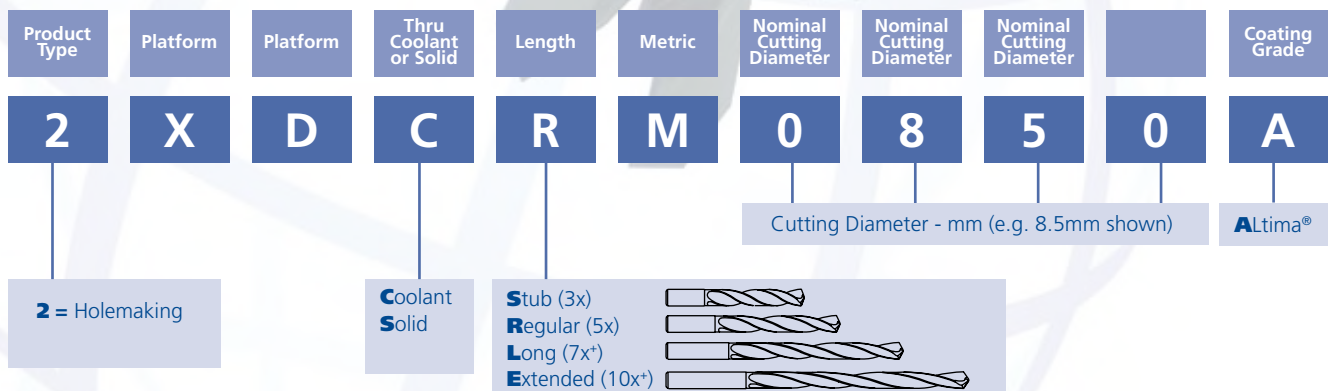 Product
Type
Platform
Platform
Thru
Coolant
or Solid
Length
Metric
Nominal
Cutting
Diameter
Nominal
Cutting
Diameter
Nominal
Cutting
Diameter
Coating
Grade
2 X D C R M 0 8 5 0 A
Cutting Diameter - mm (e.g. 8.5mm shown)
ALtima®
2 = Holemaking
Coolant
Solid
Stub (3x)
Regular (5x)
Long (7x⁺)
Extended (10x⁺)